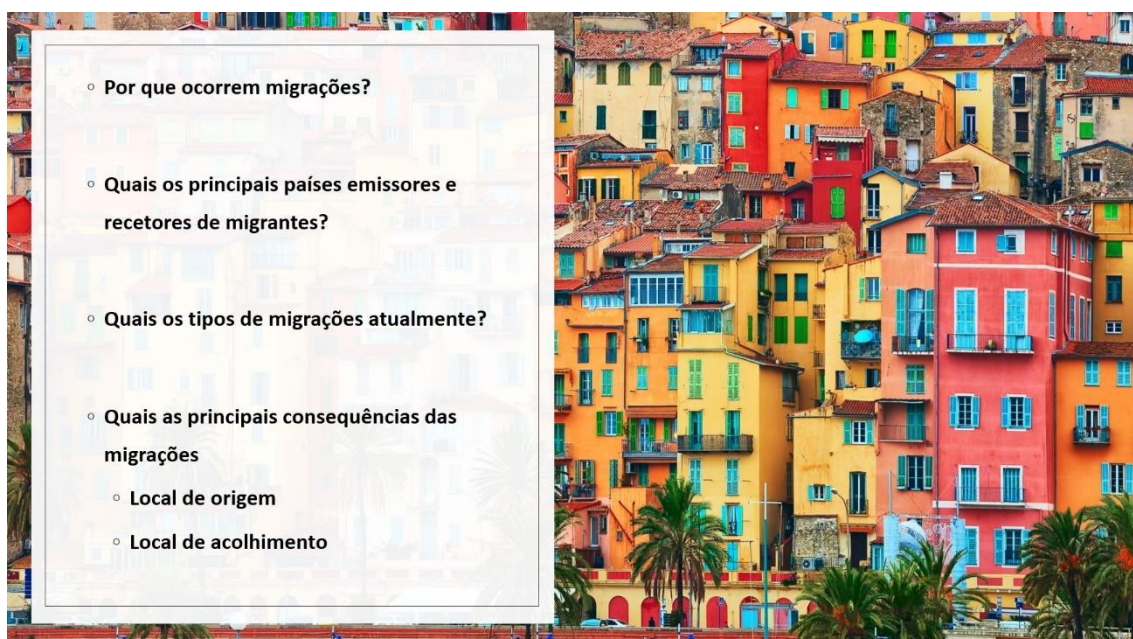 ◦ Por que ocorrem migrações?
◦ Quais os principais países emissores e
recetores de migrantes?
◦ Quais os tipos de migrações atualmente?
◦ Quais as principais consequências das
migrações
◦ Local de origem
◦ Local de acolhimento